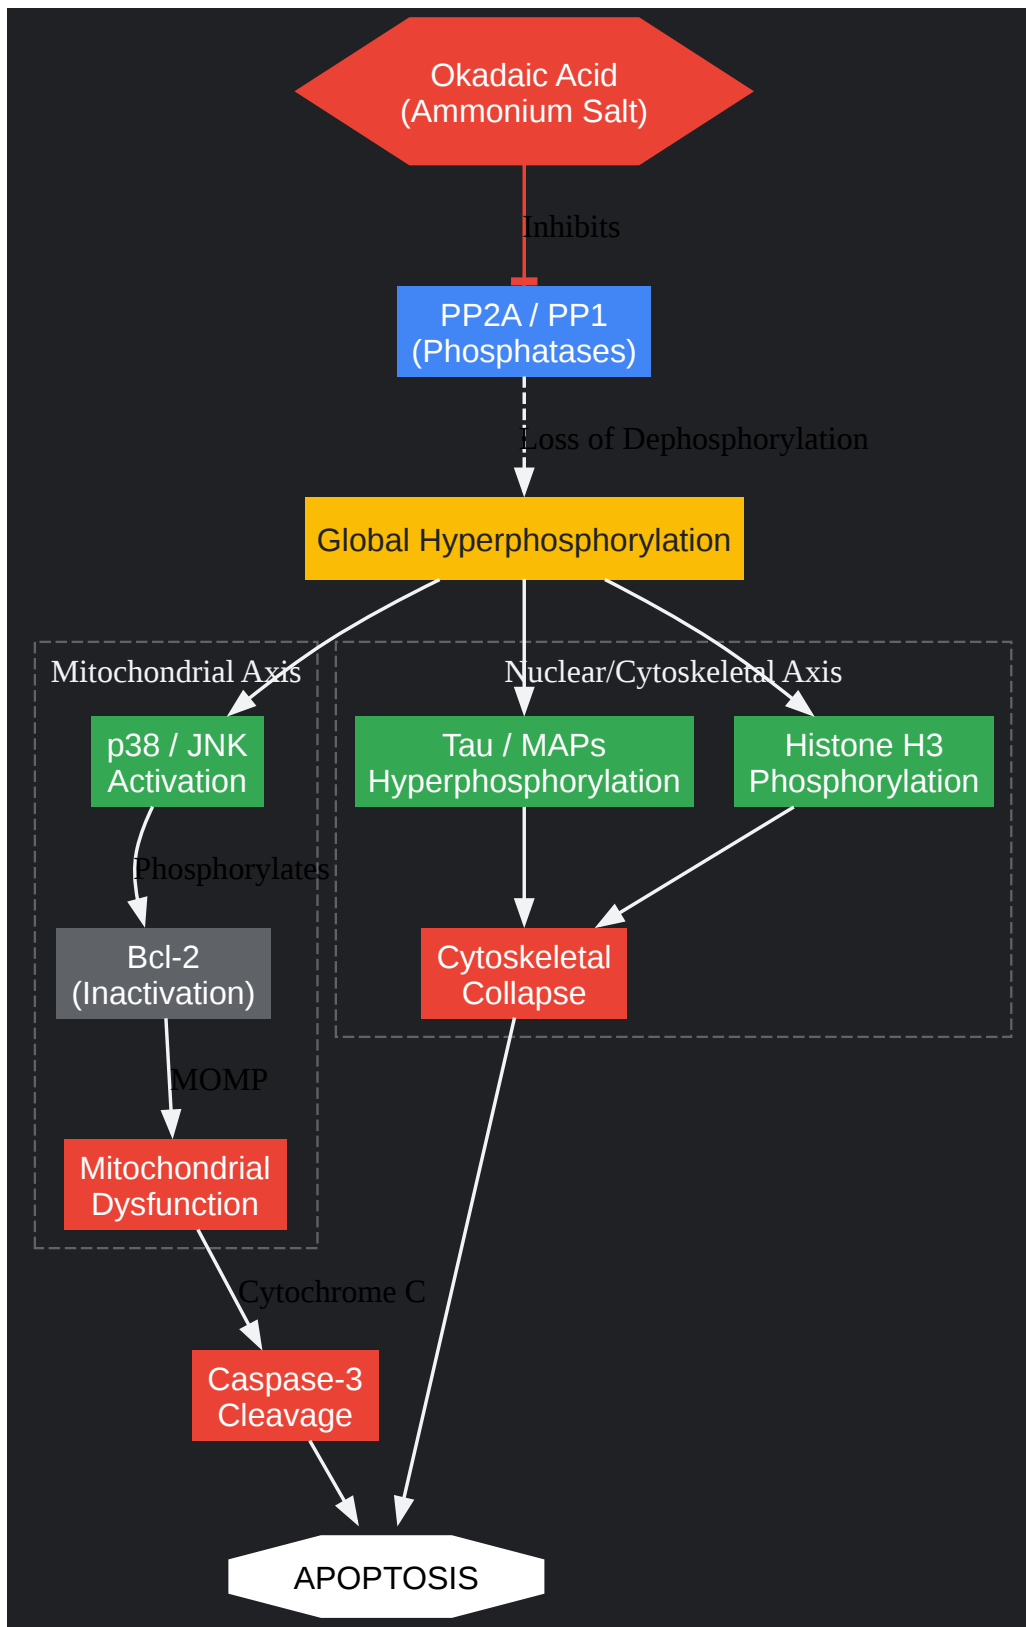 Okadaic Acid
(Ammonium Salt)
Inhibits
PP2A / PP1
(Phosphatases)
Loss of Dephosphorylation
Global Hyperphosphorylation
Mitochondrial Axis
Nuclear/Cytoskeletal Axis
p38 / JNK
Activation
Tau / MAPs
Hyperphosphorylation
Histone H3
Phosphorylation
Phosphorylates
Bcl-2
(Inactivation)
Cytoskeletal
Collapse
MOMP
Mitochondrial
Dysfunction
Cytochrome C
Caspase-3
Cleavage
APOPTOSIS